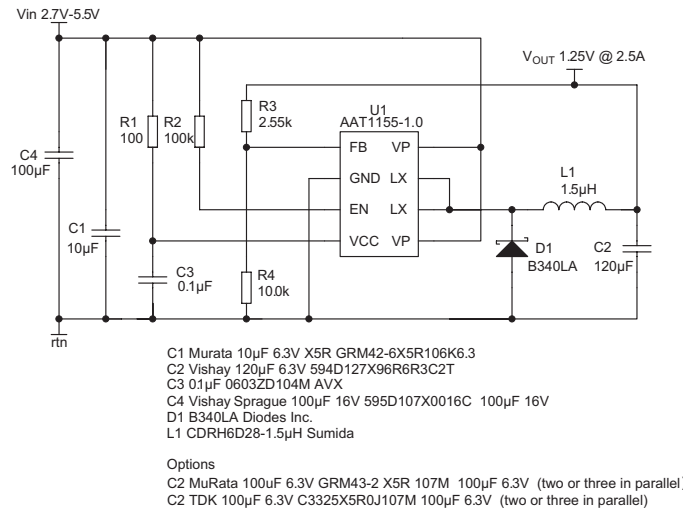 Vin 2.7V-5.5V
VOUT 1.25V @ 2.5A
R3
2.55k
U1
AAT1155-1.0
R1
100
R2
100k
FB VP
GND LX
EN LX
VCC VP
C4
100µF
L1
1.5µH
C1
10µF
C3
0.1µF
R4
10.0k
D1
B340LA
C2
120µF
rtn
C1 Murata 10µF 6.3V X5R GRM42-6X5R106K6.3
C2 Vishay 120µF 6.3V 594D127X96R6R3C2T
C3 0.1µF 0603ZD104M AVX
C4 Vishay Sprague 100µF 16V 595D107X0016C 100µF 16V
D1 B340LA Diodes Inc.
L1 CDRH6D28-1.5µH Sumida
Options
C2 MuRata 100uF 6.3V GRM43-2 X5R 107M 100µF 6.3V (two or three in parallel)
C2 TDK 100µF 6.3V C3325X5R0J107M 100µF 6.3V (two or three in parallel)